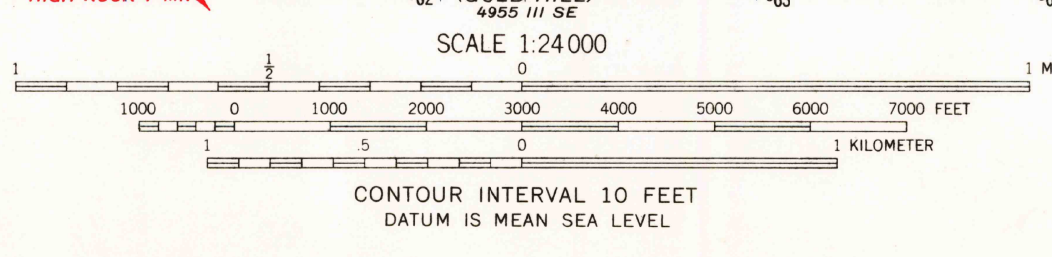 4955 III SE
SCALE 1:24 000
1 1/2 0 1
1000 0 1000 2000 3000 4000 5000 6000 7000 FEET
1 .5 0 1 KILOMETER
CONTOUR INTERVAL 10 FEET
DATUM IS MEAN SEA LEVEL